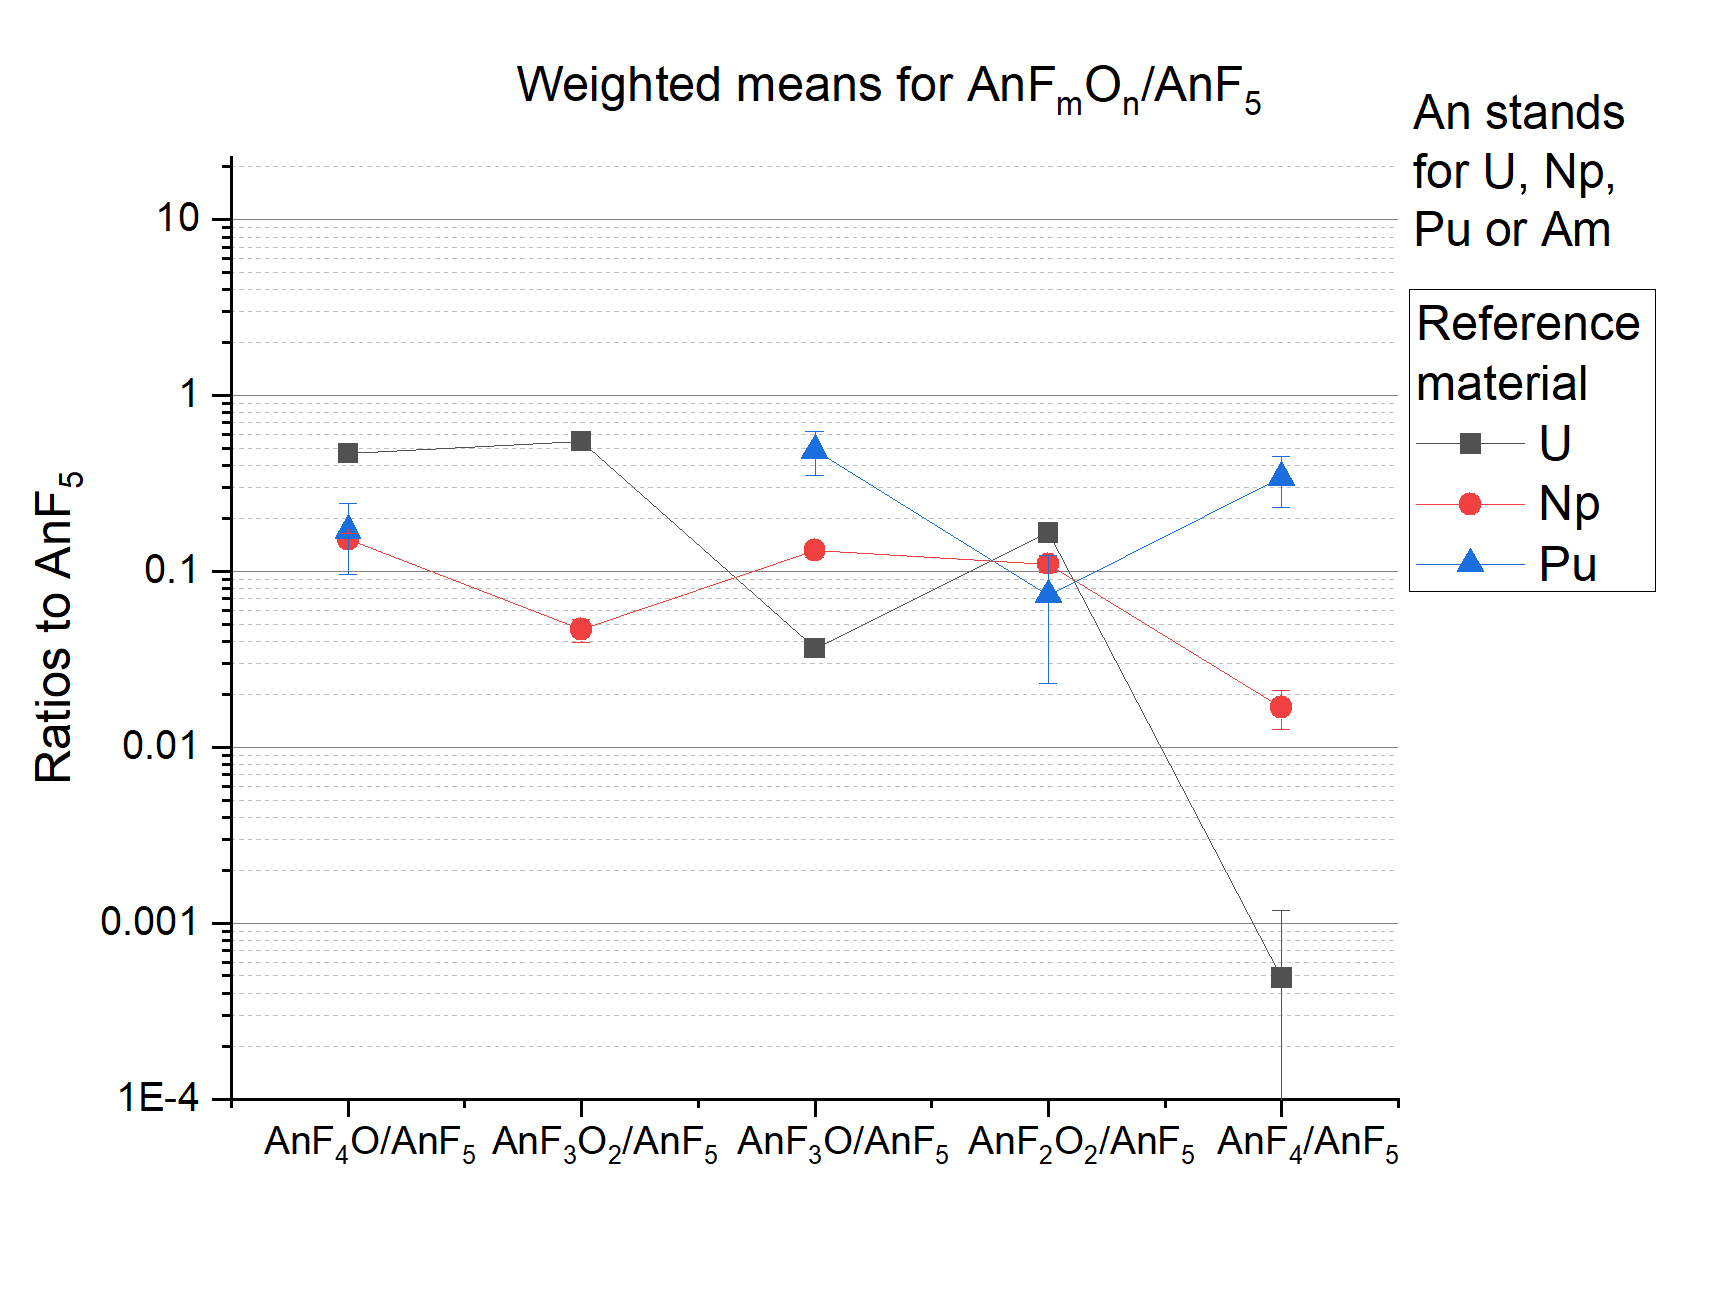 Weighted means for AnFₘOₙ/AnF₅
An stands
for U, Np,
Pu or Am
Reference
material
U
Np
Pu
Ratios to AnF₅
10
1
0.1
0.01
0.001
1E-4
AnF₄O/AnF₅ AnF₃O₂/AnF₅ AnF₃O/AnF₅ AnF₂O₂/AnF₅ AnF₄/AnF₅